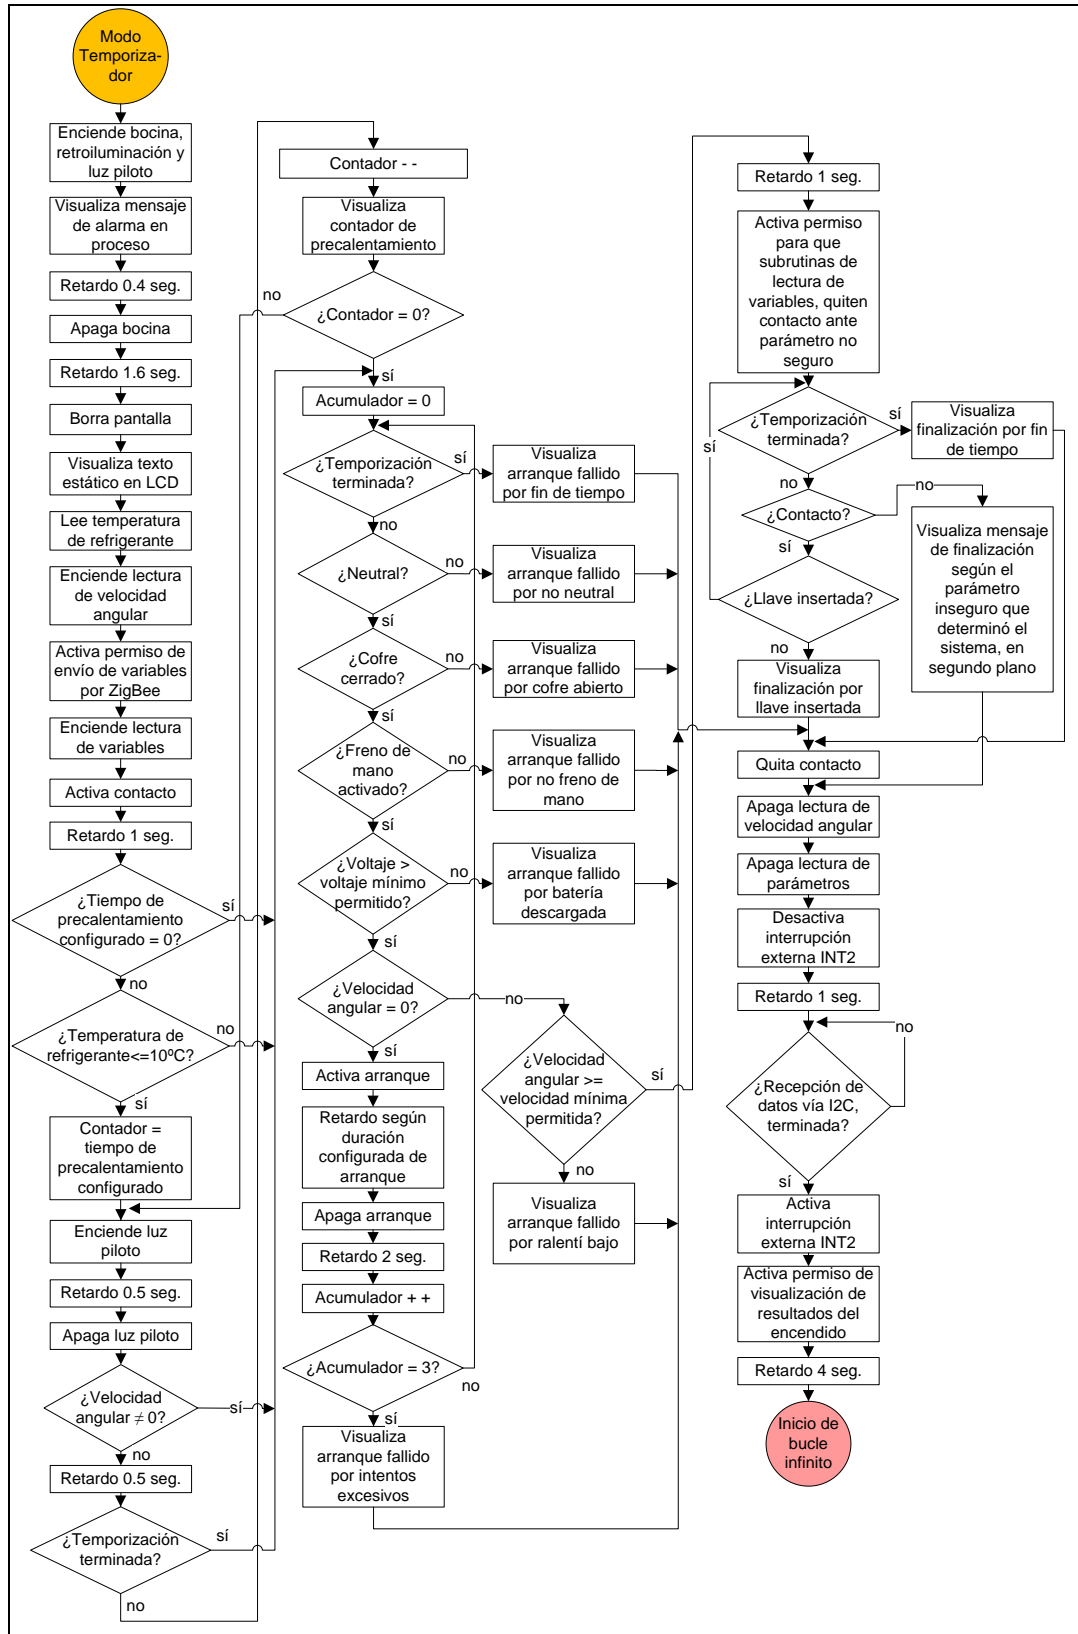 Modo
Temporiza-
dor
Enciende bocina,
retroiluminación y
luz piloto
Visualiza mensaje
de alarma en
proceso
Retardo 0.4 seg.
Apaga bocina
Retardo 1.6 seg.
Borra pantalla
Visualiza texto
estático en LCD
Lee temperatura
de refrigerante
Enciende lectura
de velocidad
angular
Activa permiso de
envío de variables
por ZigBee
Enciende lectura
de variables
Activa contacto
Retardo 1 seg.
¿Tiempo de
precalentamiento
configurado = 0?
sí
no
¿Temperatura de
refrigerante<=10ºC?
no
sí
Contador =
tiempo de
precalentamiento
configurado
Enciende luz
piloto
Retardo 0.5 seg.
Apaga luz piloto
¿Velocidad
angular ≠ 0?
sí
no
Retardo 0.5 seg.
¿Temporización
terminada?
sí
no
Contador - -
Visualiza
contador de
precalentamiento
no
¿Contador = 0?
sí
Acumulador = 0
¿Temporización
terminada?
sí
Visualiza
arranque fallido
por fin de tiempo
no
¿Neutral?
no
Visualiza
arranque fallido
por no neutral
sí
¿Cofre
cerrado?
no
Visualiza
arranque fallido
por cofre abierto
sí
¿Freno de
mano
activado?
no
Visualiza
arranque fallido
por no freno de
mano
sí
¿Voltaje >
voltaje mínimo
permitido?
no
Visualiza
arranque fallido
por batería
descargada
sí
¿Velocidad
angular = 0?
no
sí
¿Velocidad
angular >=
velocidad mínima
permitida?
sí
no
Visualiza
arranque fallido
por ralentí bajo
Activa arranque
Retardo según
duración
configurada de
arranque
Apaga arranque
Retardo 2 seg.
Acumulador + +
¿Acumulador = 3?
no
sí
Visualiza
arranque fallido
por intentos
excesivos
Retardo 1 seg.
Activa permiso
para que
subrutinas de
lectura de
variables, quiten
contacto ante
parámetro no
seguro
¿Temporización
terminada?
sí
Visualiza
finalización por fin
de tiempo
sí
no
¿Contacto?
no
Visualiza mensaje
de finalización
según el
parámetro
inseguro que
determinó el
sistema, en
segundo plano
sí
¿Llave insertada?
no
Visualiza
finalización por
llave insertada
Quita contacto
Apaga lectura de
velocidad angular
Apaga lectura de
parámetros
Desactiva
interrupción
externa INT2
Retardo 1 seg.
no
¿Recepción de
datos vía I2C,
terminada?
sí
Activa
interrupción
externa INT2
Activa permiso de
visualización de
resultados del
encendido
Retardo 4 seg.
Inicio de
bucle
infinito